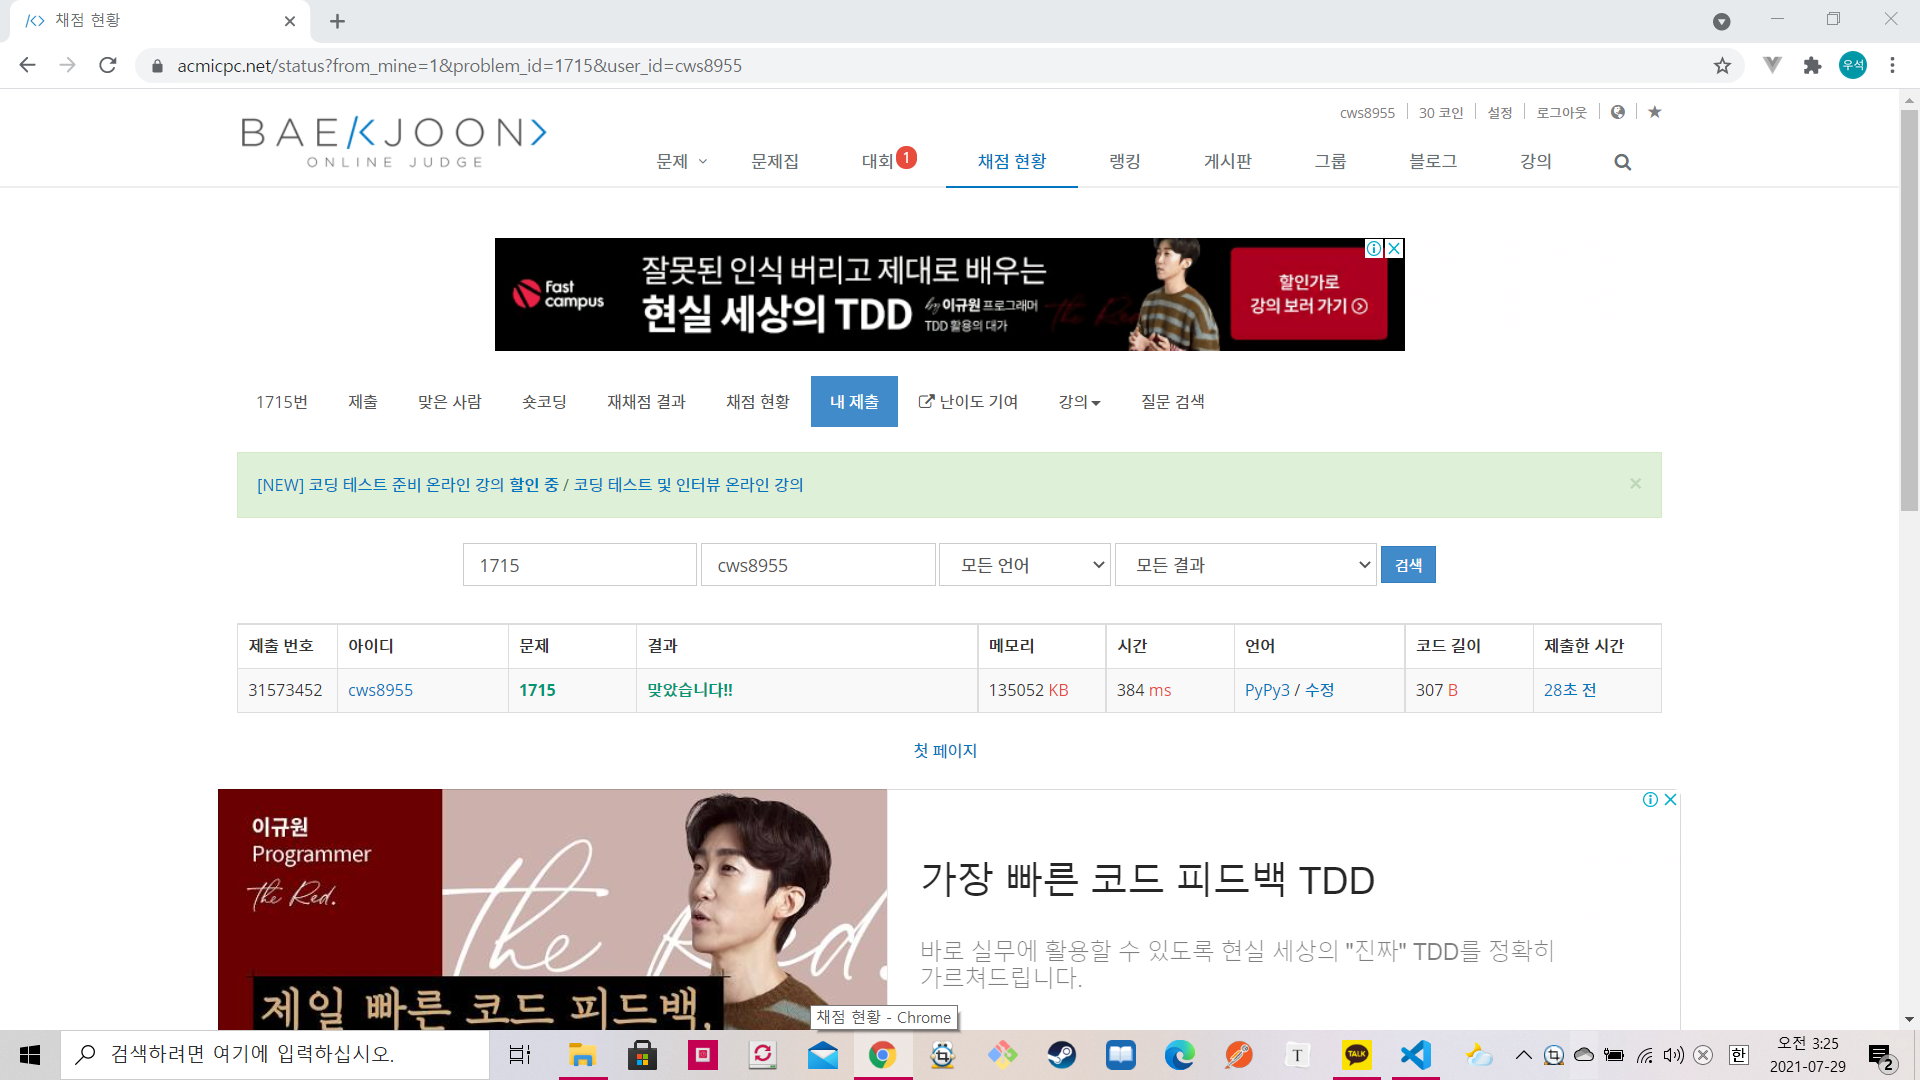 채점 현황
acmicpc.net/status?from_mine=1&problem_id=1715&user_id=cws8955
우석
cws8955 30 코인 설정 로그아웃
BAEKJOON
ONLINE JUDGE
문제 문제집 대회 1 채점 현황 랭킹 게시판 그룹 블로그 강의
Fast campus
잘못된 인식 버리고 제대로 배우는
현실 세상의 TDD
by 이규원 프로그래머
TDD 활용의 대가
the Red
할인가로
강의 보러 가기
1715번 제출 맞은 사람 숏코딩 재채점 결과 채점 현황 내 제출 난이도 기여 강의 질문 검색
[NEW] 코딩 테스트 준비 온라인 강의 할인 중 / 코딩 테스트 및 인터뷰 온라인 강의
×
1715 cws8955 모든 언어 모든 결과 검색
제출 번호 아이디 문제 결과 메모리 시간 언어 코드 길이 제출한 시간
31573452 cws8955 1715 맞았습니다!! 135052 KB 384 ms PyPy3 / 수정 307 B 28초 전
첫 페이지
이규원
Programmer
the Red.
the Red.
제일 빠른 코드 피드백,
가장 빠른 코드 피드백 TDD
바로 실무에 활용할 수 있도록 현실 세상의 "진짜" TDD를 정확히
가르쳐드립니다.
채점 현황 - Chrome
검색하려면 여기에 입력하십시오.
T
TALK
한
오전 3:25
2021-07-29
2